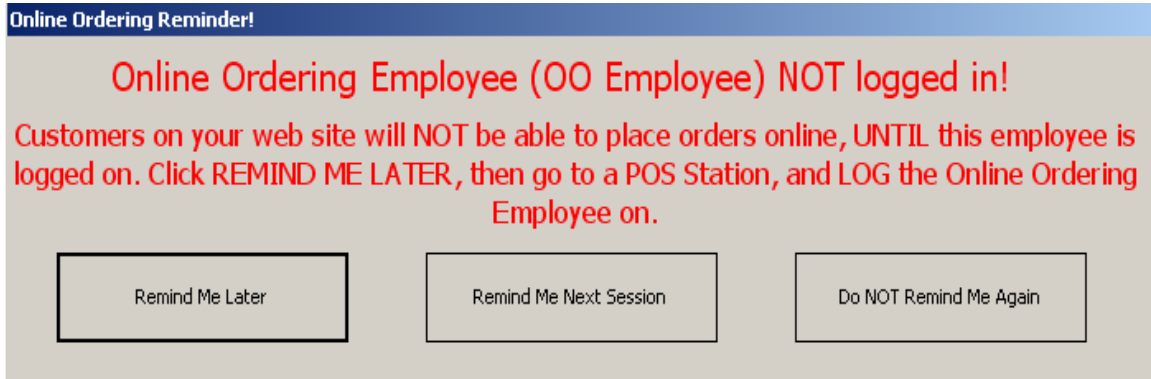 Online Ordering Reminder!
Online Ordering Employee (OO Employee) NOT logged in!
Customers on your web site will NOT be able to place orders online, UNTIL this employee is
logged on. Click REMIND ME LATER, then go to a POS Station, and LOG the Online Ordering
Employee on.
Remind Me Later
Remind Me Next Session
Do NOT Remind Me Again